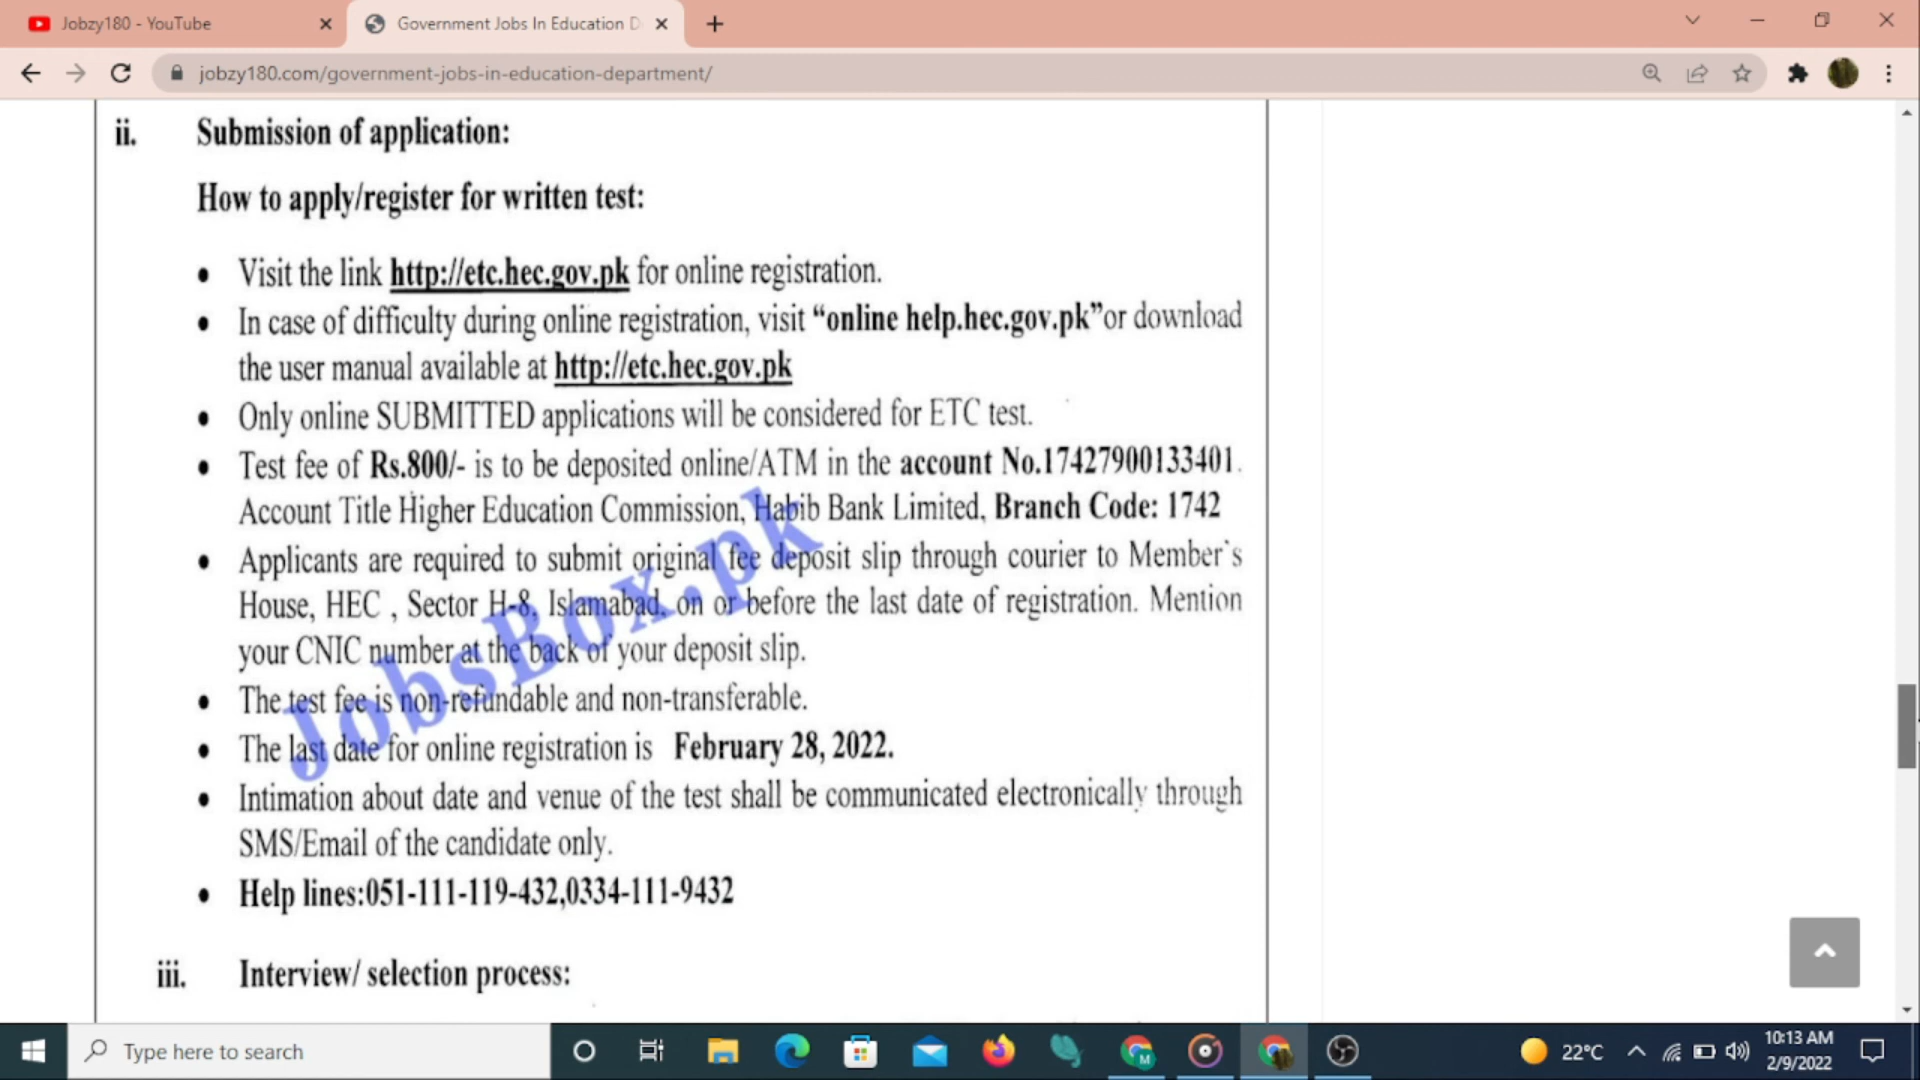 Jobzy180 - YouTube
Government Jobs In Education D
jobzy180.com/government-jobs-in-education-department/
ii. Submission of application:
How to apply/register for written test:
• Visit the link http://etc.hec.gov.pk for online registration.
• In case of difficulty during online registration, visit “online help.hec.gov.pk”or download
the user manual available at http://etc.hec.gov.pk
• Only online SUBMITTED applications will be considered for ETC test.
• Test fee of Rs.800/- is to be deposited online/ATM in the account No.17427900133401.
Account Title Higher Education Commission, Habib Bank Limited, Branch Code: 1742
• Applicants are required to submit original fee deposit slip through courier to Member`s
House, HEC , Sector H-8, Islamabad, on or before the last date of registration. Mention
your CNIC number at the back of your deposit slip.
• The test fee is non-refundable and non-transferable.
• The last date for online registration is February 28, 2022.
• Intimation about date and venue of the test shall be communicated electronically through
SMS/Email of the candidate only.
• Help lines:051-111-119-432,0334-111-9432
iii. Interview/ selection process:
JobsBox.pk
Type here to search
M
22°C
10:13 AM
2/9/2022